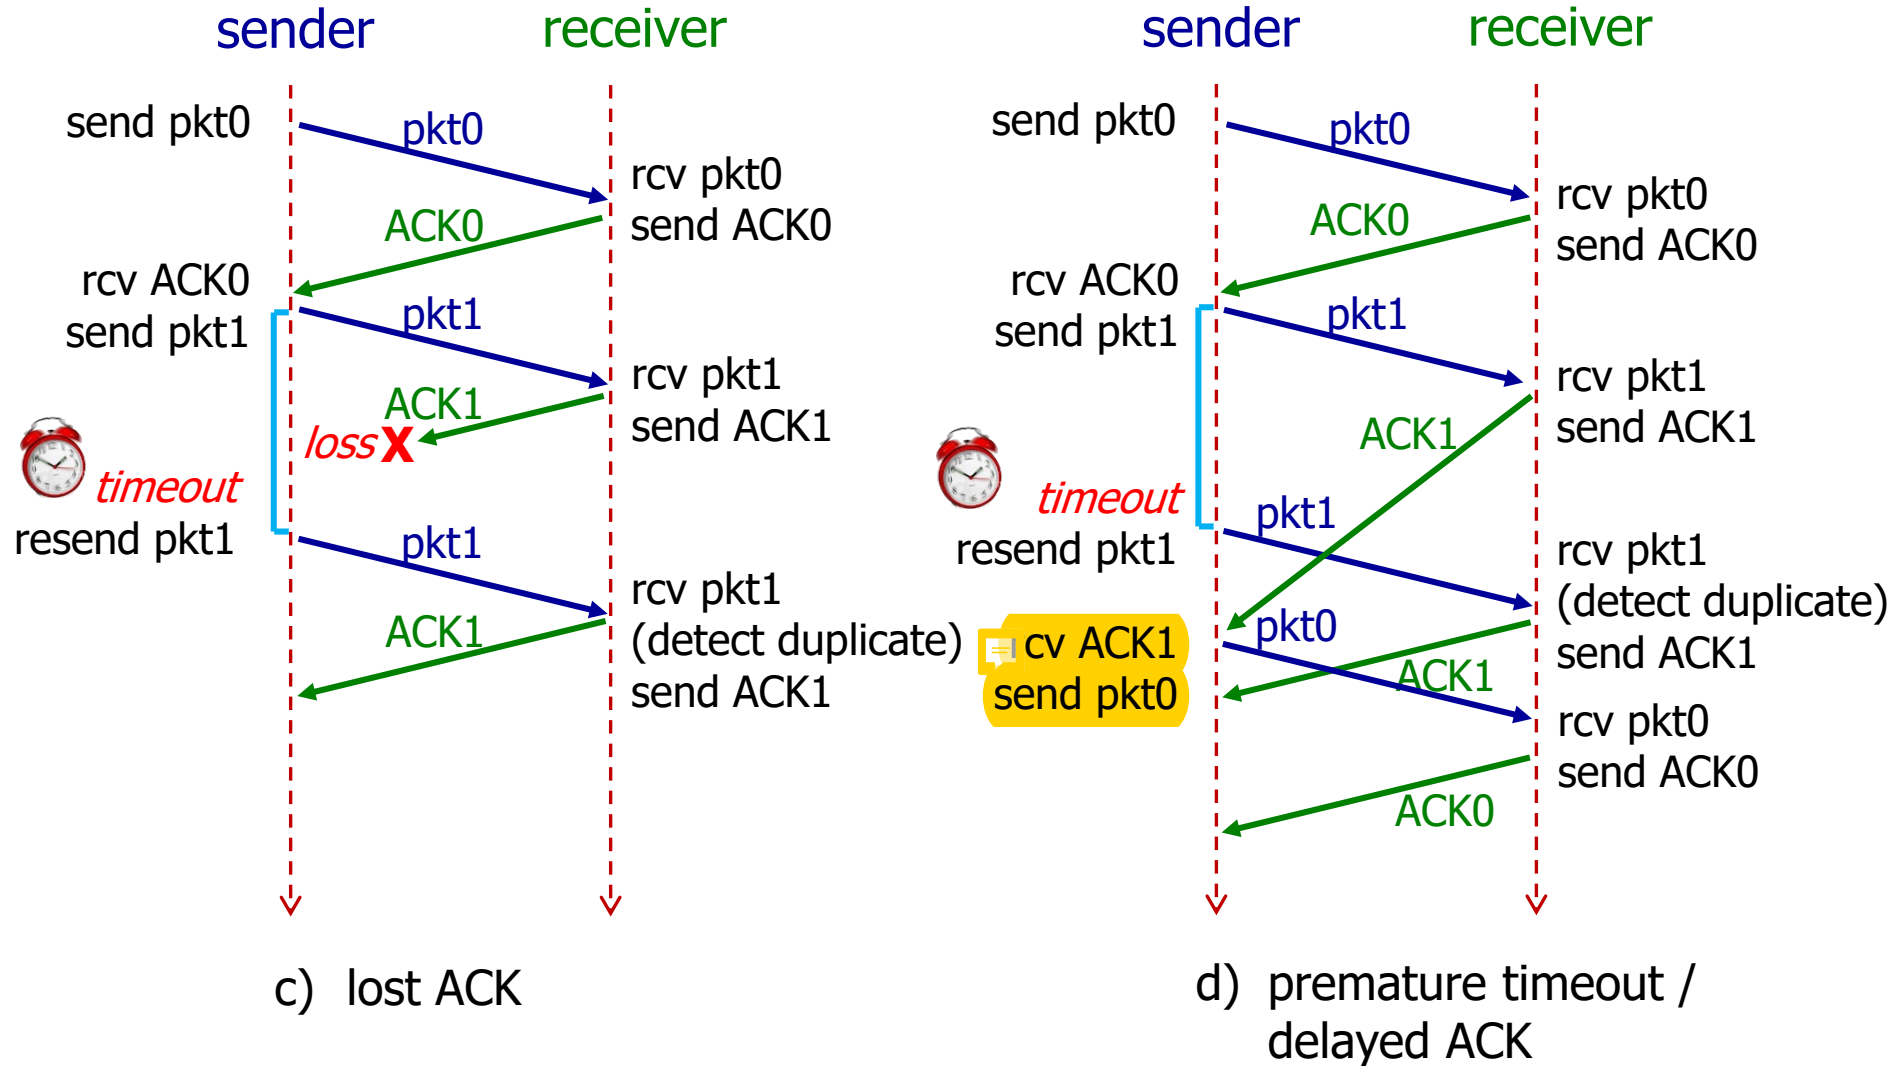 sender
receiver
send pkt0
pkt0
rcv pkt0
send ACK0
ACK0
rcv ACK0
send pkt1
pkt1
rcv pkt1
send ACK1
ACK1
loss X
timeout
resend pkt1
pkt1
rcv pkt1
(detect duplicate)
send ACK1
ACK1
c) lost ACK
sender
receiver
send pkt0
pkt0
rcv pkt0
send ACK0
ACK0
rcv ACK0
send pkt1
pkt1
rcv pkt1
send ACK1
ACK1
timeout
resend pkt1
pkt1
rcv pkt1
(detect duplicate)
send ACK1
cv ACK1
send pkt0
pkt0
ACK1
rcv pkt0
send ACK0
ACK0
d) premature timeout /
delayed ACK